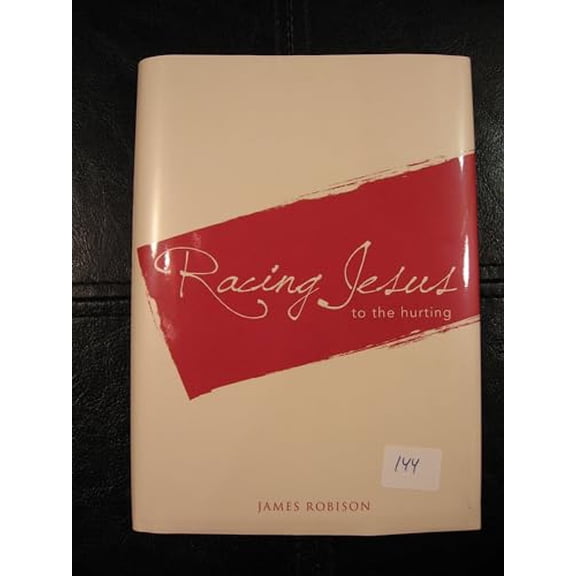 Racing Jesus
to the hurting
144
JAMES ROBISON